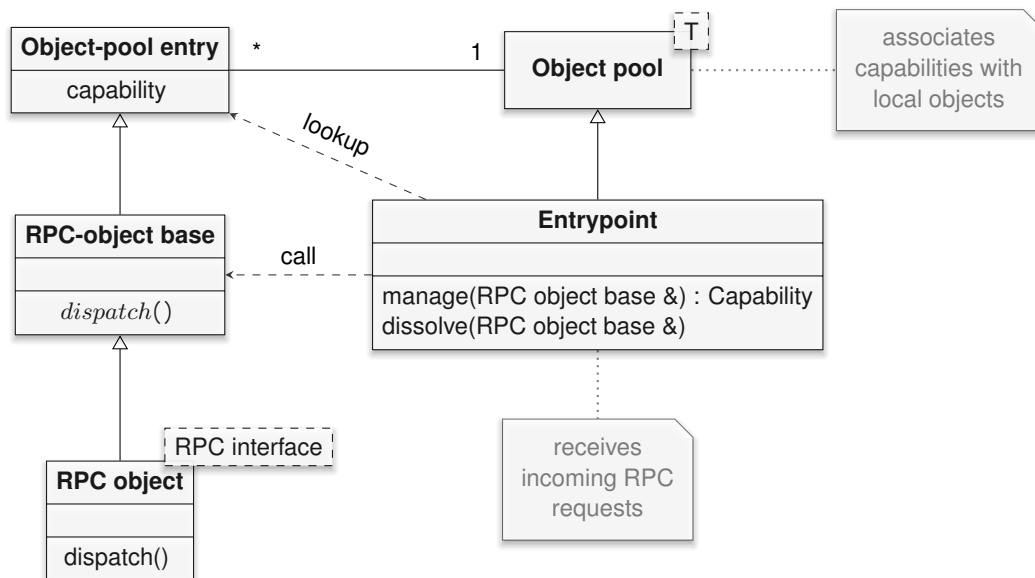 Object-pool entry
capability
*
1
T
Object pool
associates
capabilities with
local objects
lookup
RPC-object base
dispatch()
call
Entrypoint
manage(RPC object base &) : Capability
dissolve(RPC object base &)
RPC interface
RPC object
dispatch()
receives
incoming RPC
requests